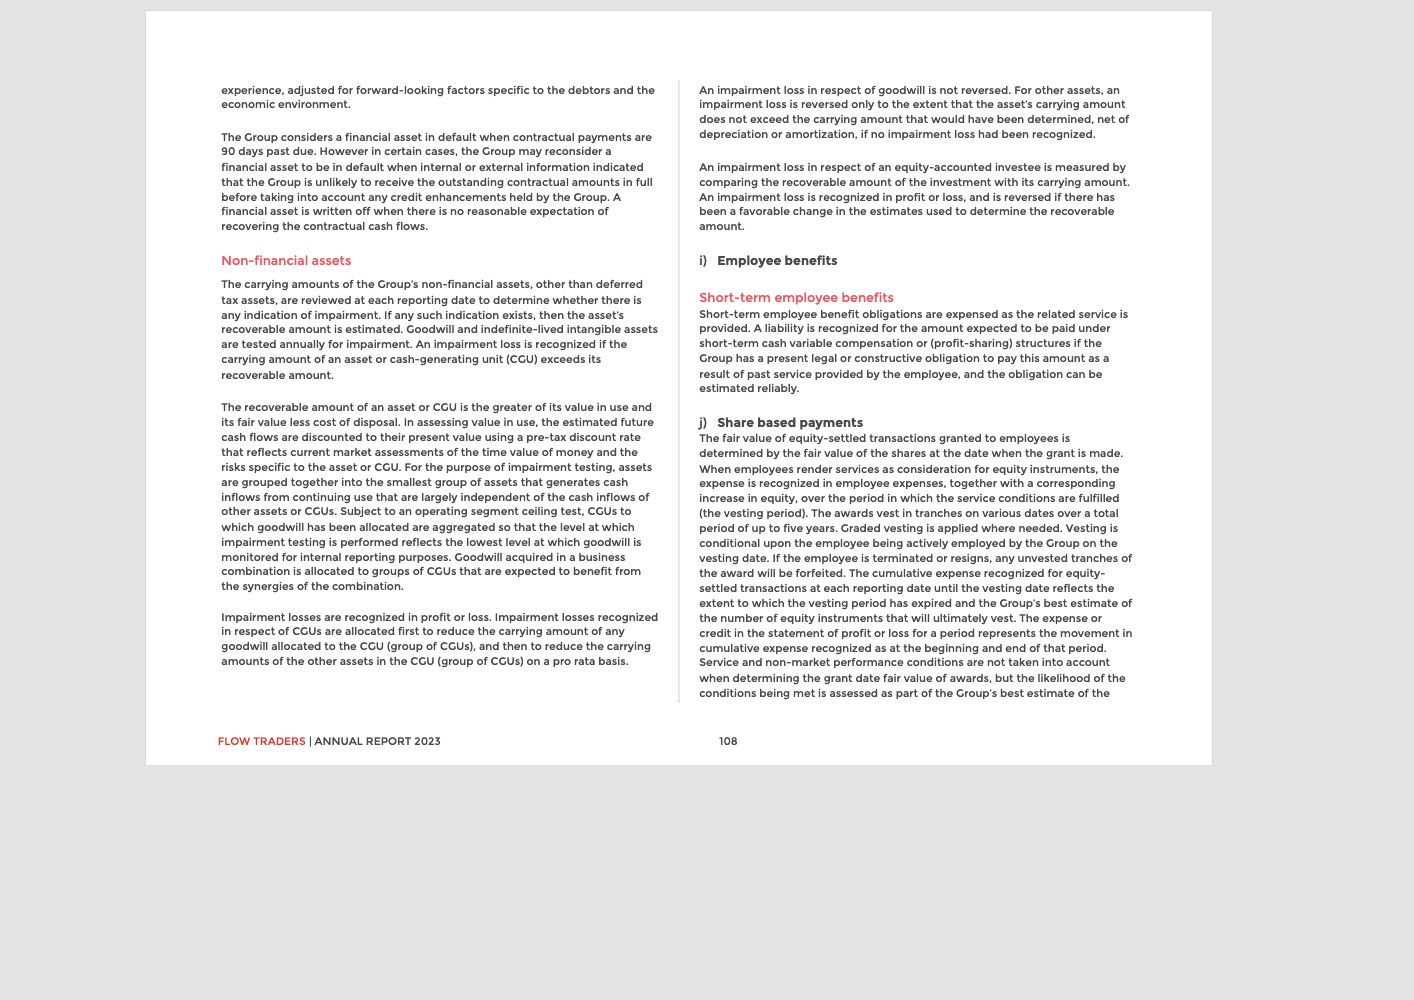 experience, adjusted for forward-looking factors specific to the debtors and the
economic environment.
The Group considers a financial asset in default when contractual payments are
90 days past due. However in certain cases, the Group may reconsider a
financial asset to be in default when internal or external information indicated
that the Group is unlikely to receive the outstanding contractual amounts in full
before taking into account any credit enhancements held by the Group. A
financial asset is written off when there is no reasonable expectation of
recovering the contractual cash flows.
Non-financial assets
The carrying amounts of the Group's non-financial assets, other than deferred
tax assets, are reviewed at each reporting date to determine whether there is
any indication of impairment. If any such indication exists, then the asset's
recoverable amount is estimated. Goodwill and indefinite-lived intangible assets
are tested annually for impairment. An impairment loss is recognized if the
carrying amount of an asset or cash-generating unit (CGU) exceeds its
recoverable amount.
The recoverable amount of an asset or CGU is the greater of its value in use and
its fair value less cost of disposal. In assessing value in use, the estimated future
cash flows are discounted to their present value using a pre-tax discount rate
that reflects current market assessments of the time value of money and the
risks specific to the asset or CGU. For the purpose of impairment testing, assets
are grouped together into the smallest group of assets that generates cash
inflows from continuing use that are largely independent of the cash inflows of
other assets or CGUs. Subject to an operating segment ceiling test, CGUs to
which goodwill has been allocated are aggregated so that the level at which
impairment testing is performed reflects the lowest level at which goodwill is
monitored for internal reporting purposes. Goodwill acquired in a business
combination is allocated to groups of CGUs that are expected to benefit from
the synergies of the combination.
Impairment losses are recognized in profit or loss. Impairment losses recognized
in respect of CGUs are allocated first to reduce the carrying amount of any
goodwill allocated to the CGU (group of CGUs), and then to reduce the carrying
amounts of the other assets in the CGU (group of CGUs) on a pro rata basis.
An impairment loss in respect of goodwill is not reversed. For other assets, an
impairment loss is reversed only to the extent that the asset's carrying amount
does not exceed the carrying amount that would have been determined, net of
depreciation or amortization, if no impairment loss had been recognized.
An impairment loss in respect of an equity-accounted investee is measured by
comparing the recoverable amount of the investment with its carrying amount.
An impairment loss is recognized in profit or loss, and is reversed if there has
been a favorable change in the estimates used to determine the recoverable
amount.
i) Employee benefits
Short-term employee benefits
Short-term employee benefit obligations are expensed as the related service is
provided. A liability is recognized for the amount expected to be paid under
short-term cash variable compensation or (profit-sharing) structures if the
Group has a present legal or constructive obligation to pay this amount as a
result of past service provided by the employee, and the obligation can be
estimated reliably.
j) Share based payments
The fair value of equity-settled transactions granted to employees is
determined by the fair value of the shares at the date when the grant is made.
When employees render services as consideration for equity instruments, the
expense is recognized in employee expenses, together with a corresponding
increase in equity, over the period in which the service conditions are fulfilled
(the vesting period). The awards vest in tranches on various dates over a total
period of up to five years. Graded vesting is applied where needed. Vesting is
conditional upon the employee being actively employed by the Group on the
vesting date. If the employee is terminated or resigns, any unvested tranches of
the award will be forfeited. The cumulative expense recognized for equity-
settled transactions at each reporting date until the vesting date reflects the
extent to which the vesting period has expired and the Group's best estimate of
the number of equity instruments that will ultimately vest. The expense or
credit in the statement of profit or loss for a period represents the movement in
cumulative expense recognized as at the beginning and end of that period.
Service and non-market performance conditions are not taken into account
when determining the grant date fair value of awards, but the likelihood of the
conditions being met is assessed as part of the Group's best estimate of the
FLOW TRADERS | ANNUAL REPORT 2023
108